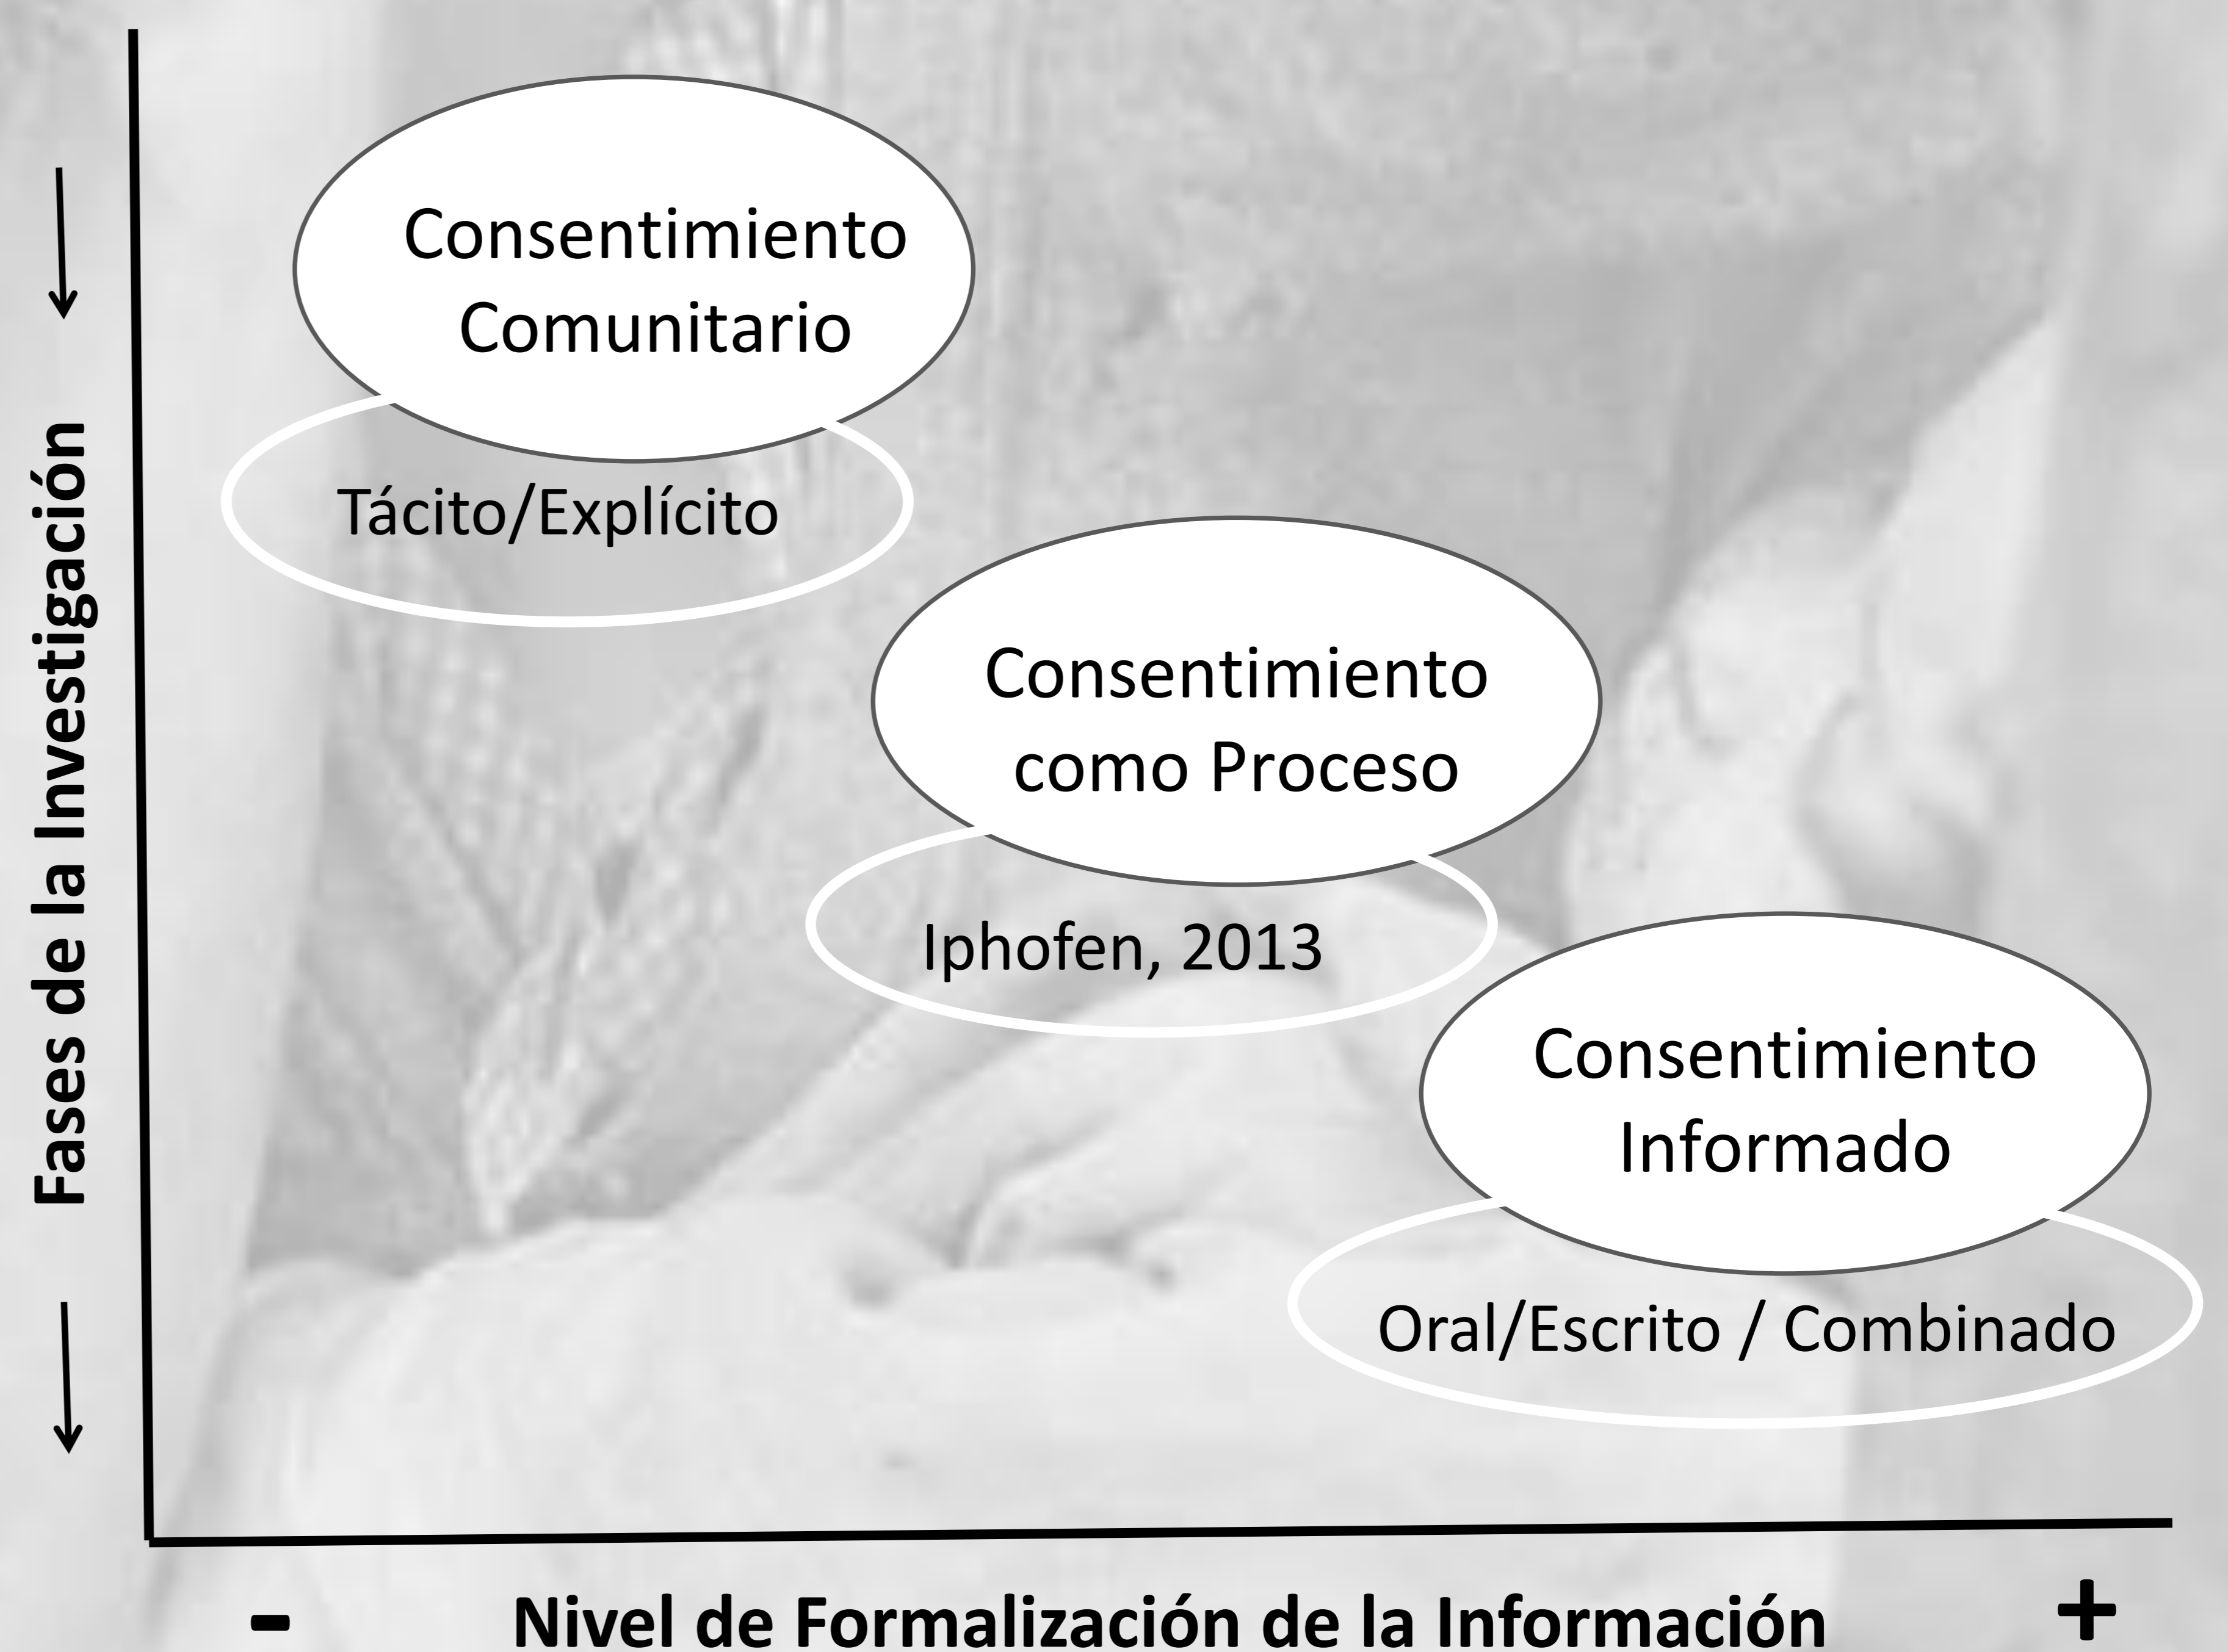 Consentimiento
Comunitario
Tácito/Explícito
Consentimiento
como Proceso
Iphofen, 2013
Consentimiento
Informado
Oral/Escrito / Combinado
Fases de la Investigación
- Nivel de Formalización de la Información +